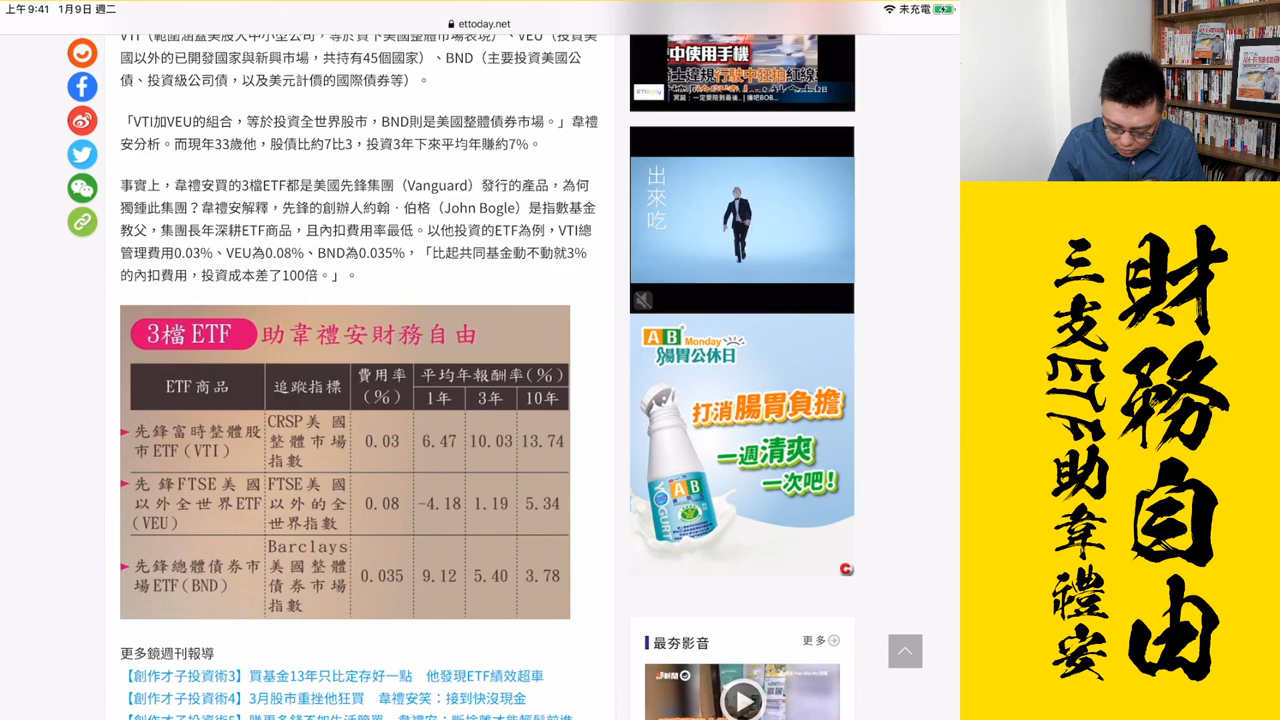 上午9:41 1月9日 週二
未充電
ettoday.net
VTI（範圍涵蓋美股大中小型公司，等於買下美國整體市場表現）、VEU（投資美
國以外的已開發國家與新興市場，共持有45個國家）、BND（主要投資美國公
債、投資級公司債，以及美元計價的國際債券等）。
「VTI加VEU的組合，等於投資全世界股市，BND則是美國整體債券市場。」韋禮
安分析。而現年33歲他，股債比約7比3，投資3年下來平均年賺約7%。
事實上，韋禮安買的3檔ETF都是美國先鋒集團（Vanguard）發行的產品，為何
獨鍾此集團？韋禮安解釋，先鋒的創辦人約翰．伯格（John Bogle）是指數基金
教父，集團長年深耕ETF商品，且內扣費用率最低。以他投資的ETF為例，VTI總
管理費用0.03%、VEU為0.08%、BND為0.035%，「比起共同基金動不動就3%
的內扣費用，投資成本差了100倍。」。
3檔ETF 助韋禮安財務自由
ETF商品 追蹤指標 費用率（%） 平均年報酬率（%）
1年 3年 10年
先鋒富時整體股市ETF（VTI） CRSP美國整體市場指數 0.03 6.47 10.03 13.74
先鋒FTSE美國以外全世界ETF（VEU） FTSE美國以外的全世界指數 0.08 -4.18 1.19 5.34
先鋒總體債券市場ETF（BND） Barclays美國整體債券市場指數 0.035 9.12 5.40 3.78
更多鏡週刊報導
【創作才子投資術3】買基金13年只比定存好一點 他發現ETF績效超車
【創作才子投資術4】3月股市重挫他狂買 韋禮安笑：接到快沒現金
中使用手機
士違規行駛中狂拍紅線
冥誕：一定要陪到最後
出來吃
AB Monday
腸胃公休日
打消腸胃負擔
一週清爽
一次吧！
AB
YOGURT
最夯影音
更多
新聞
財務自由
三支ETF助韋禮安